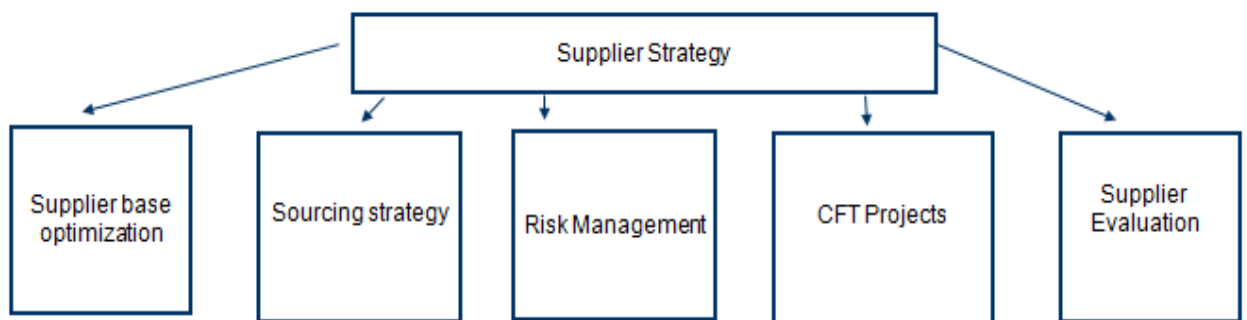 Supplier Strategy
Supplier base
optimization
Sourcing strategy
Risk Management
CFT Projects
Supplier
Evaluation